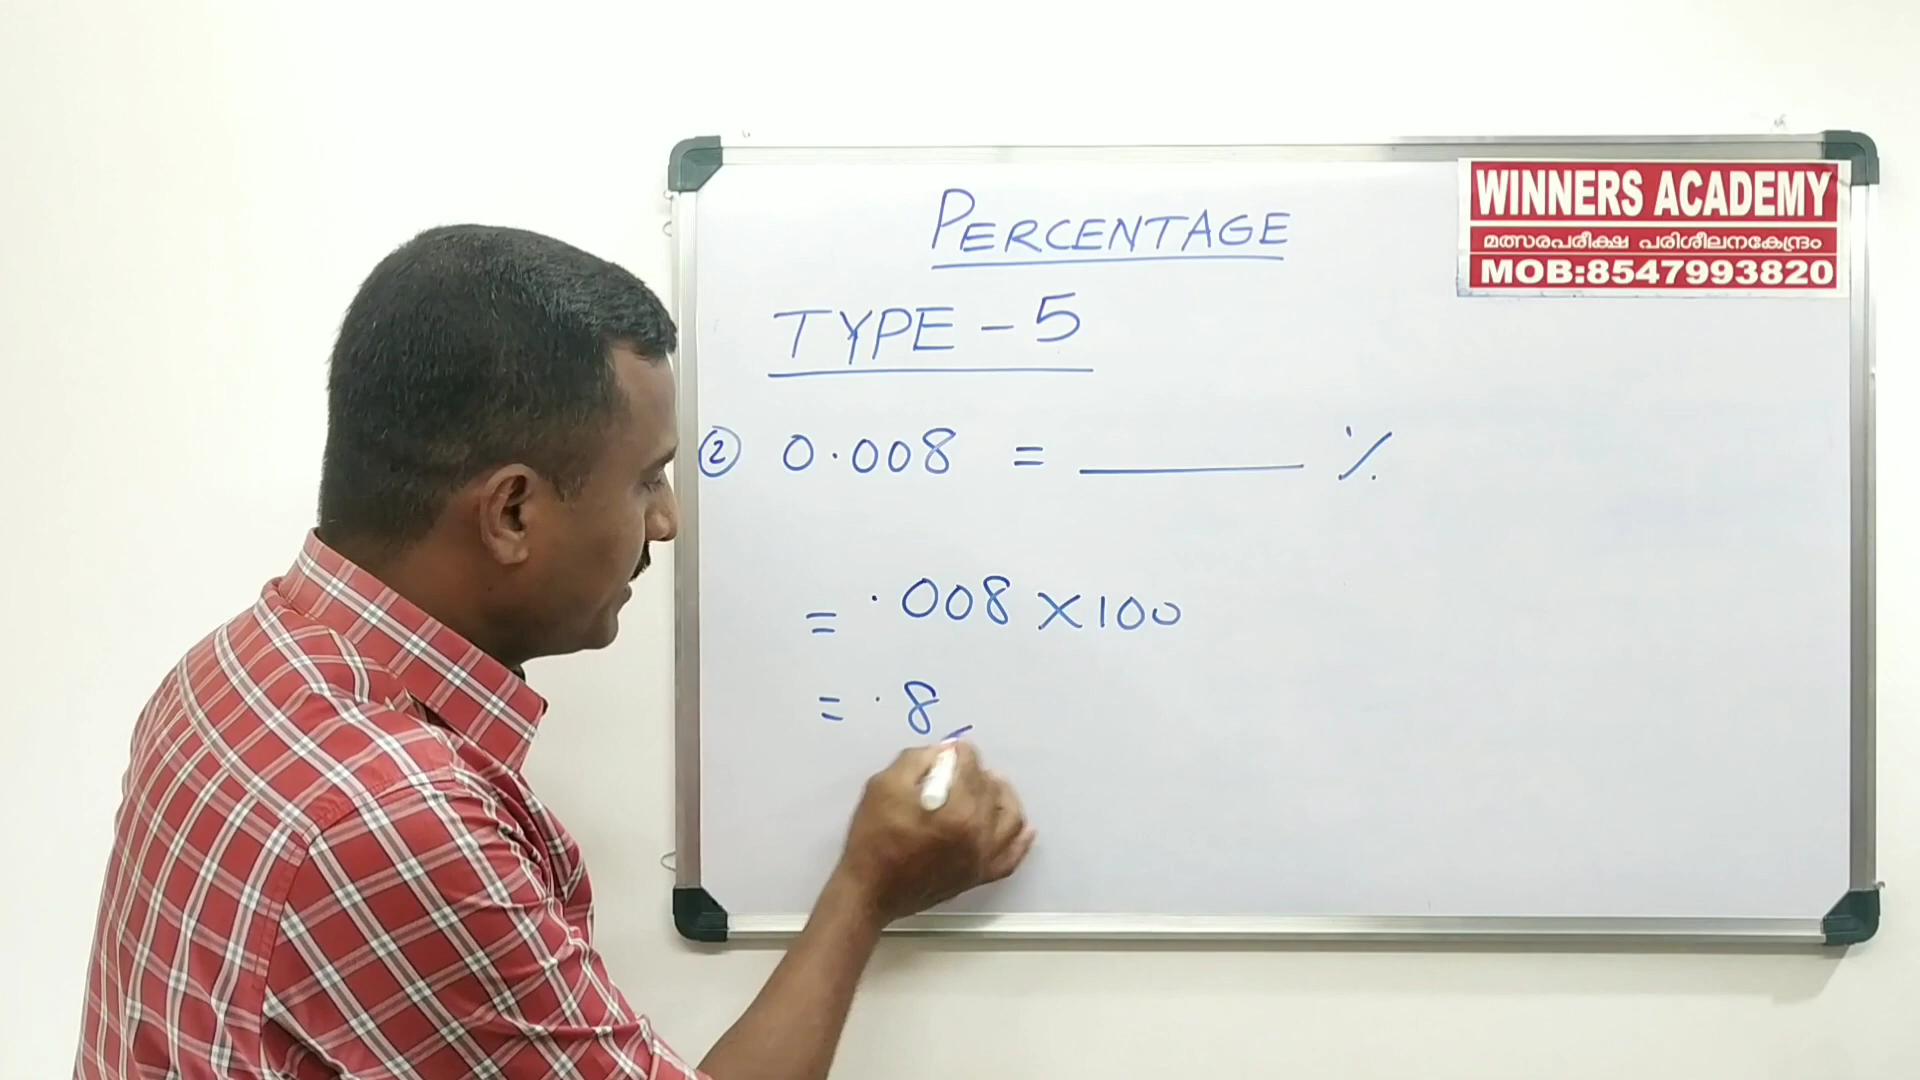 PERCENTAGE
WINNERS ACADEMY
മത്സരപരീക്ഷ പരിശീലനകേന്ദ്രം
MOB:8547993820
TYPE - 5
② 0.008 = ______ %
= .008 × 100
= .8